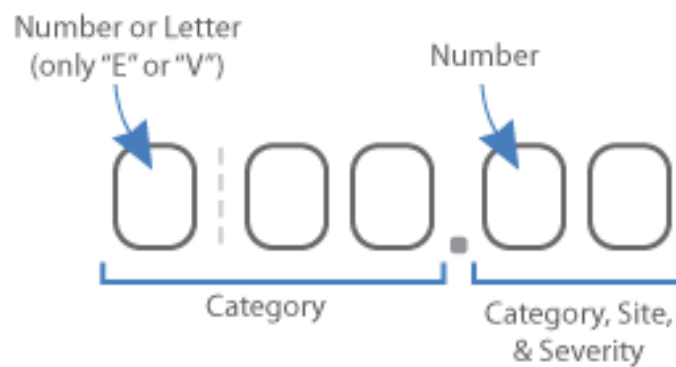 Number or Letter
(only “E” or “V”)
Number
Category
Category, Site,
& Severity